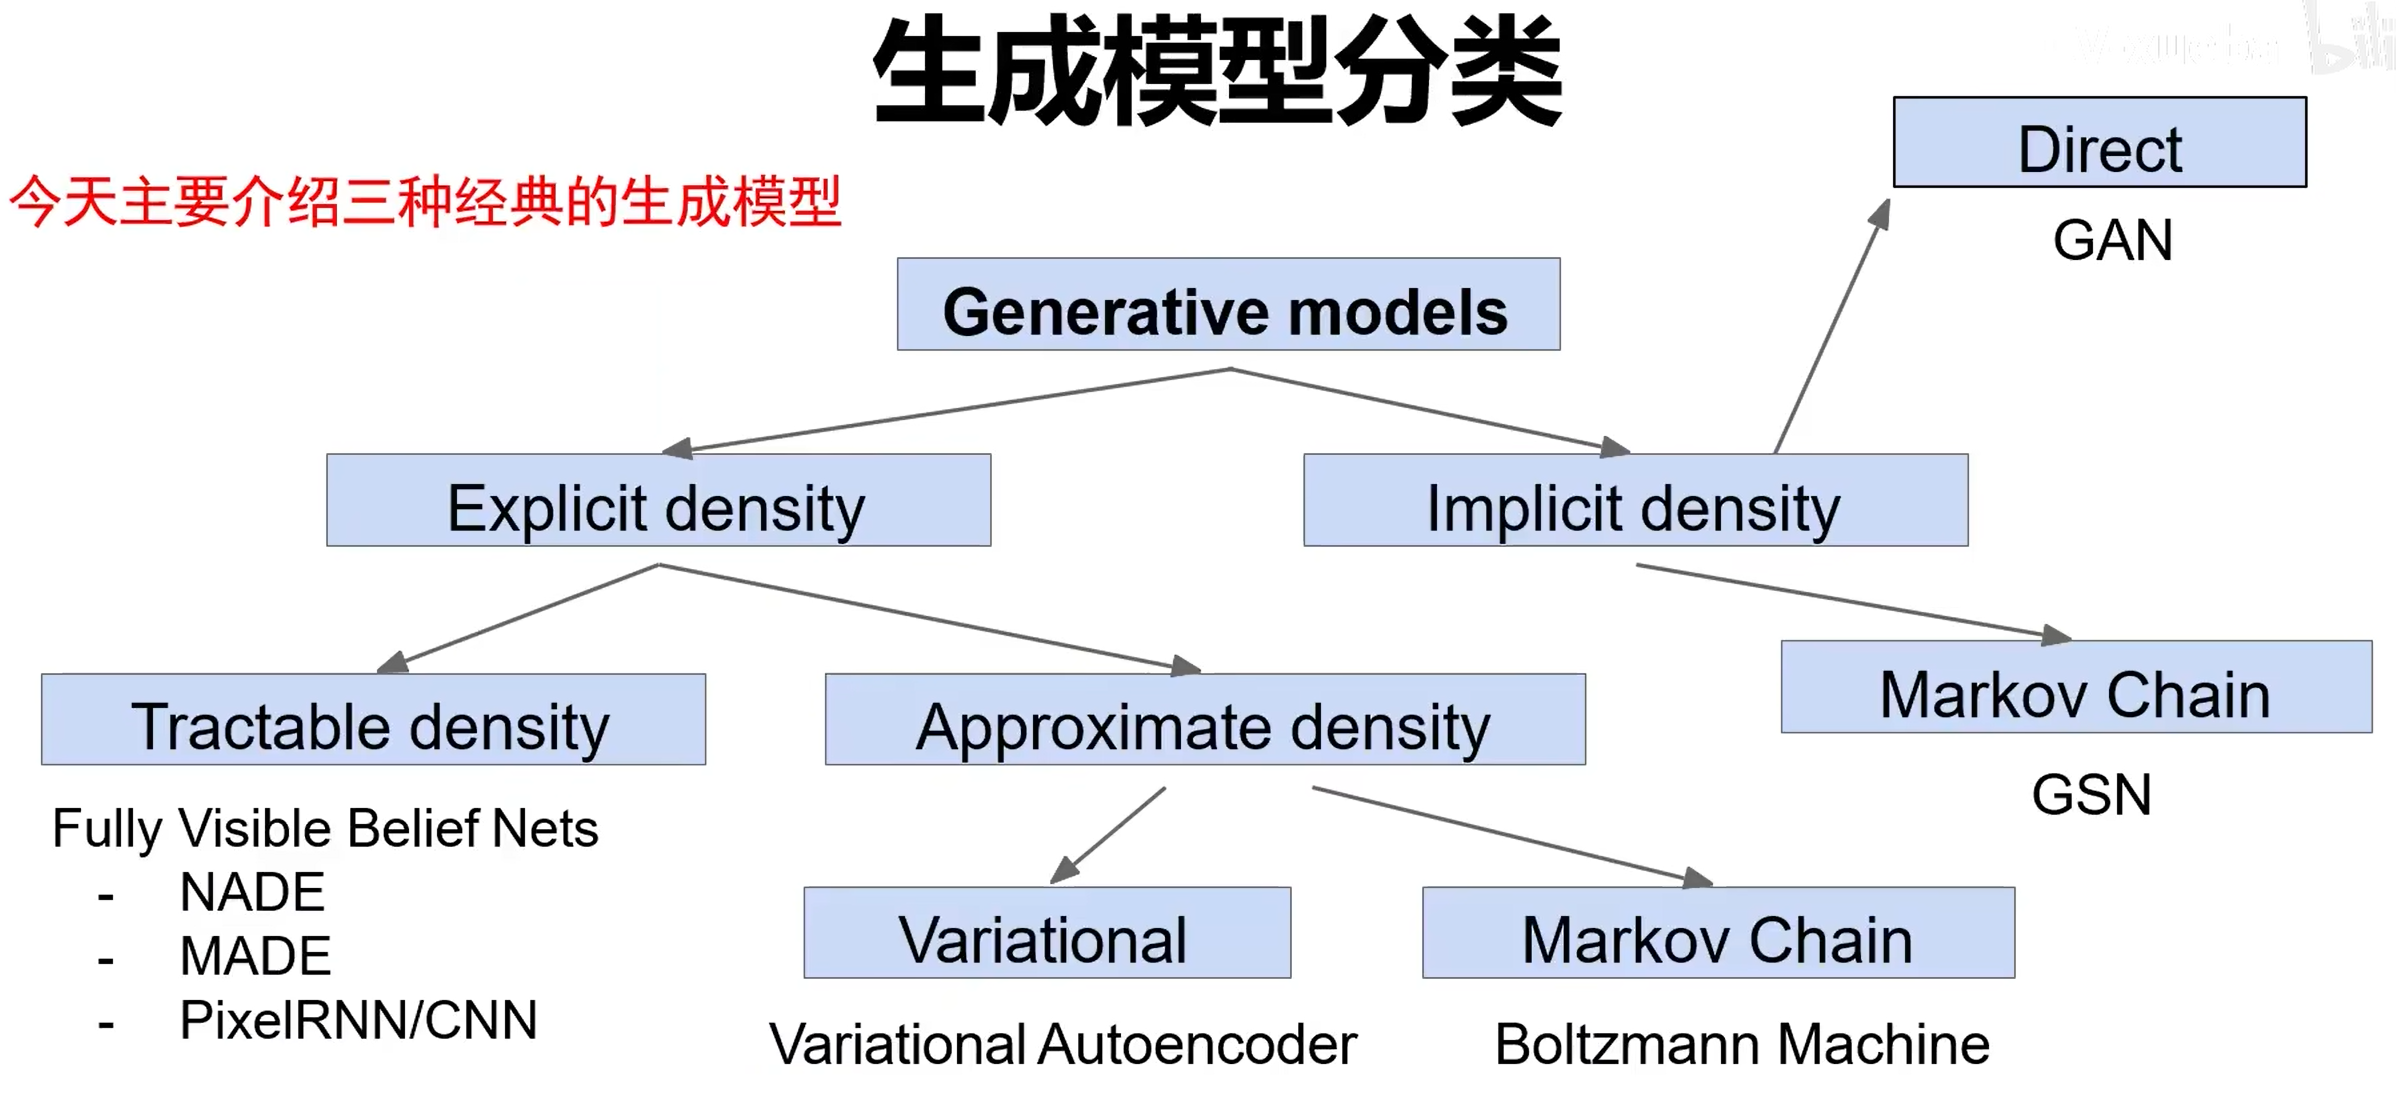 生成模型分类
今天主要介绍三种经典的生成模型
Direct
GAN
Generative models
Explicit density
Implicit density
Tractable density
Approximate density
Markov Chain
GSN
Fully Visible Belief Nets
- NADE
- MADE
- PixelRNN/CNN
Variational
Markov Chain
Variational Autoencoder
Boltzmann Machine